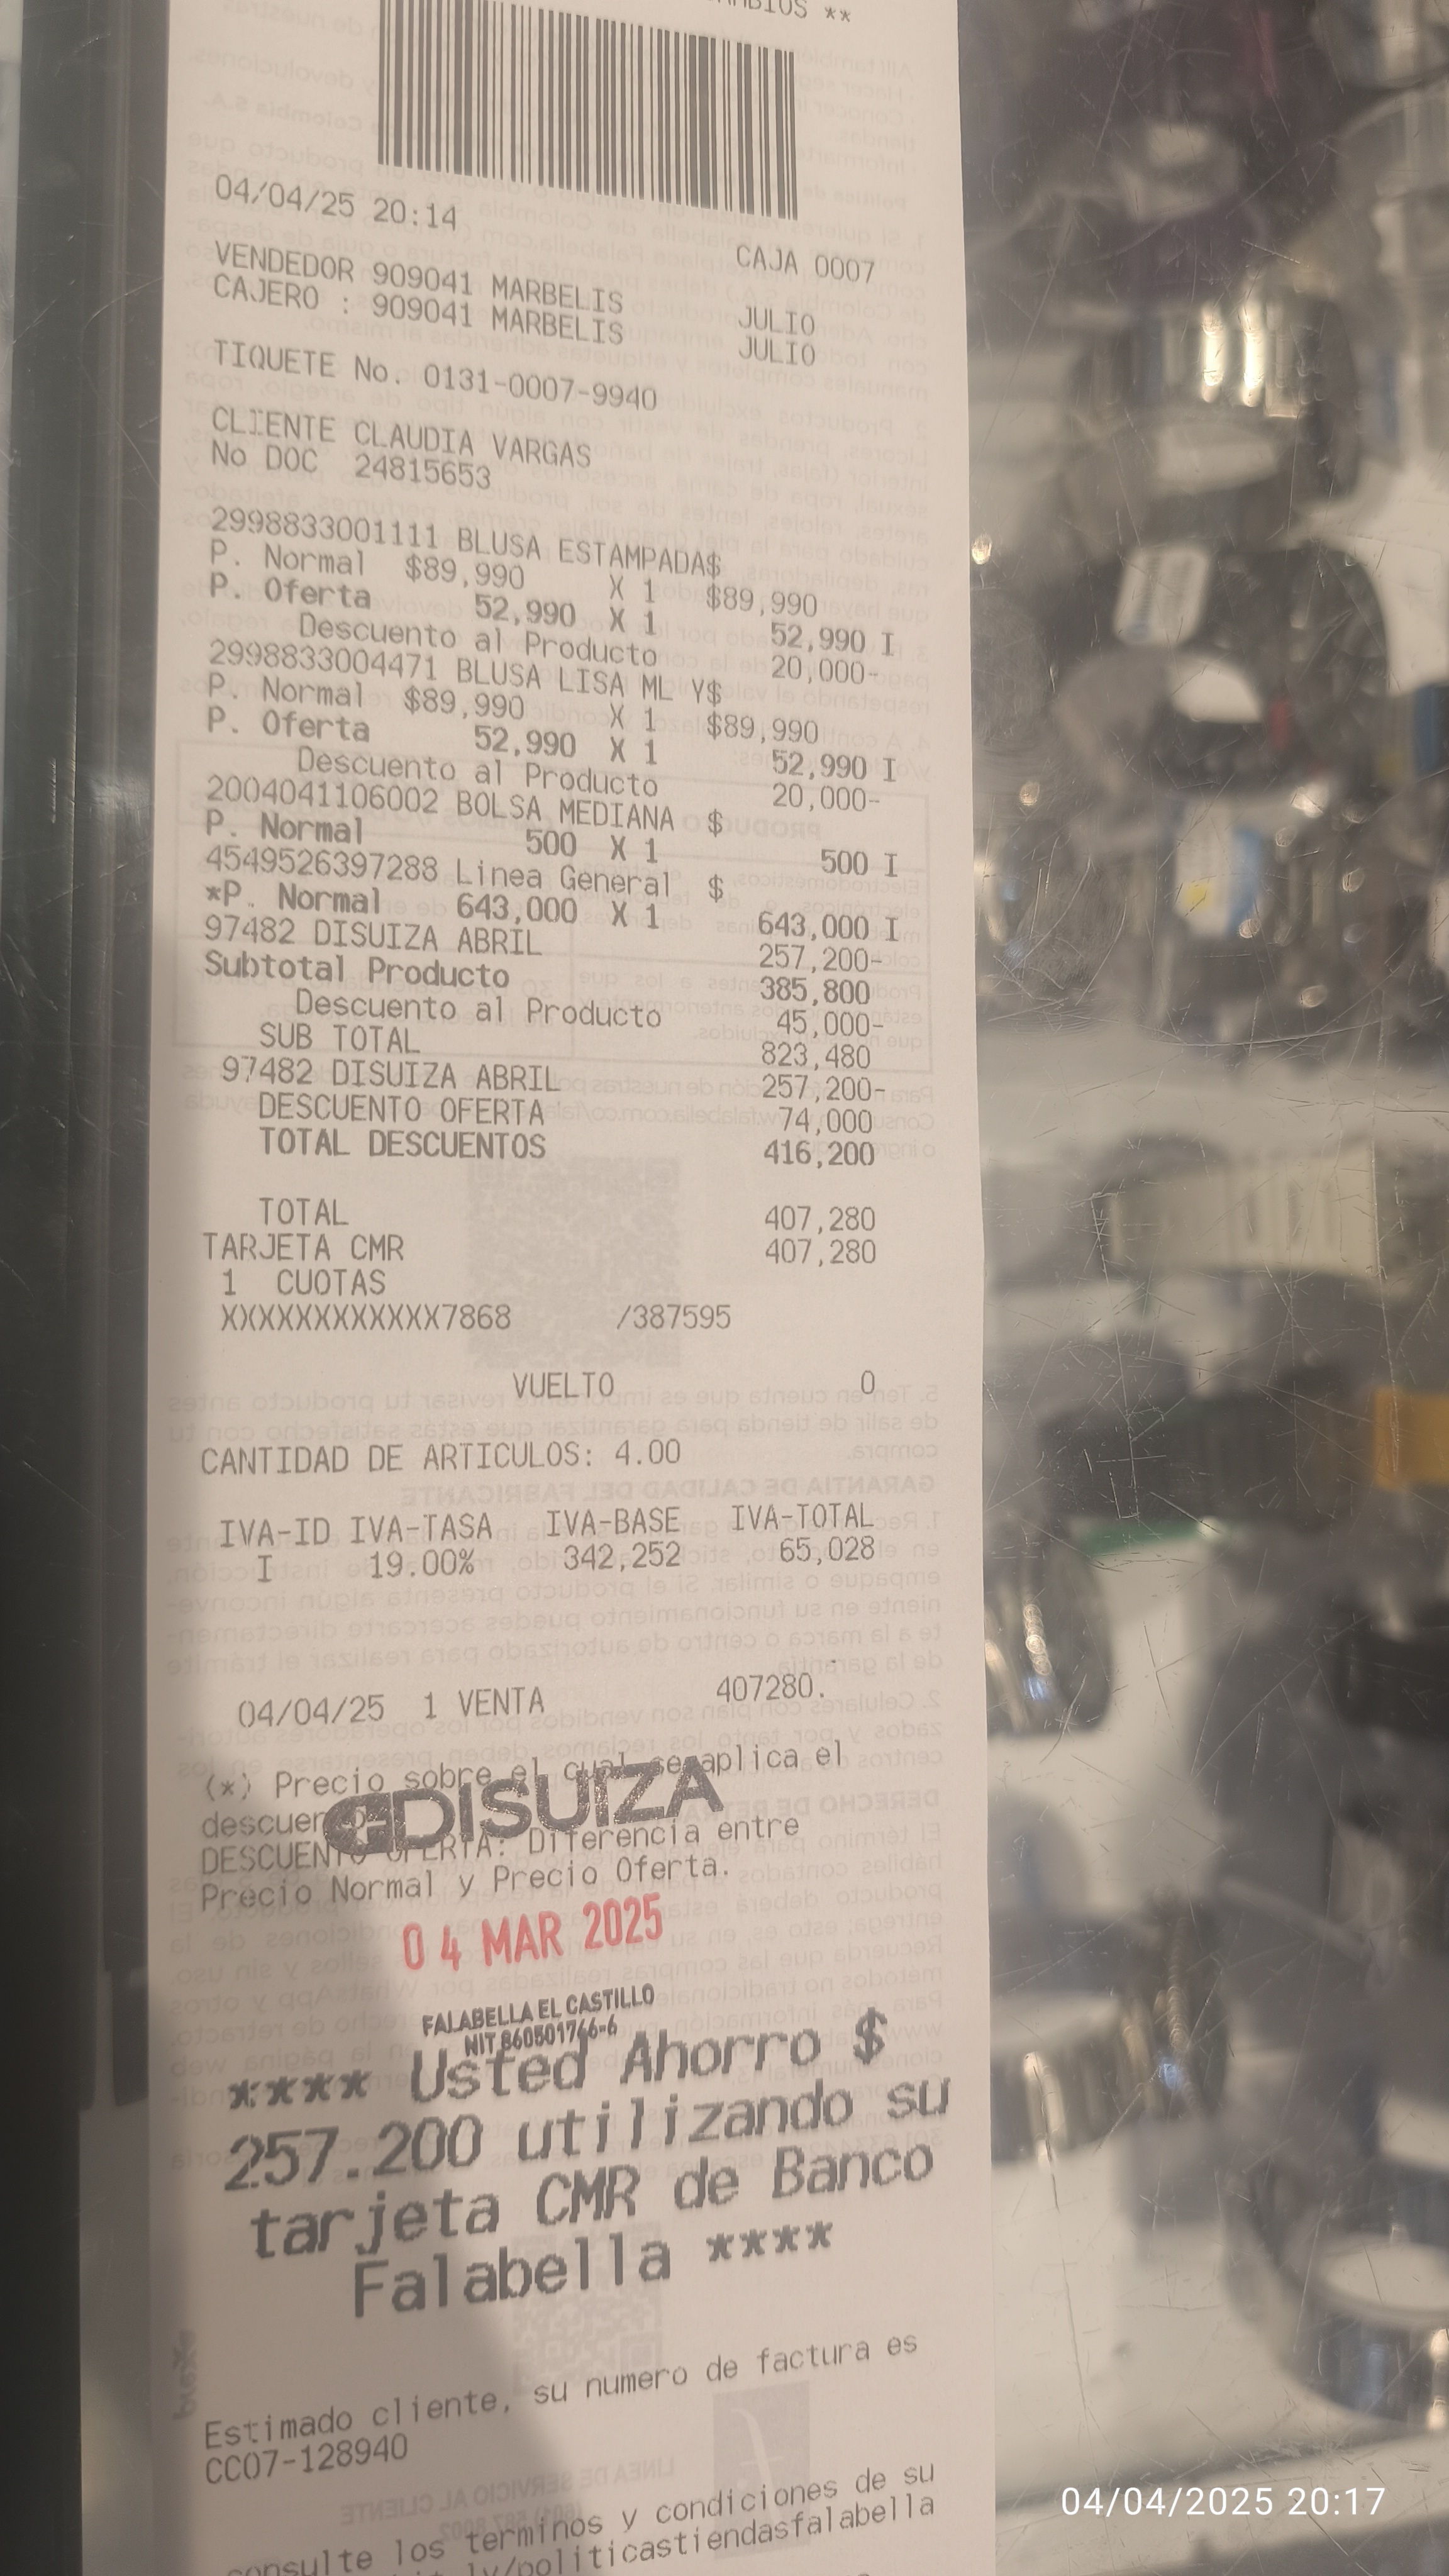 **
04/04/25 20:14
CAJA 0007
VENDEDOR 909041 MARBELIS JULIO
CAJERO : 909041 MARBELIS JULIO
TIQUETE No. 0131-0007-9940
CLIENTE CLAUDIA VARGAS
No DOC 24815653
2998833001111 BLUSA ESTAMPADA$
P. Normal $89,990 X 1 $89,990
P. Oferta 52,990 X 1 52,990 I
Descuento al Producto 20,000-
2998833004471 BLUSA LISA ML Y$
P. Normal $89,990 X 1 $89,990
P. Oferta 52,990 X 1 52,990 I
Descuento al Producto 20,000-
2004041106002 BOLSA MEDIANA $
P. Normal 500 X 1 500 I
4549526397288 Linea General $
*P. Normal 643,000 X 1 643,000 I
97482 DISUIZA ABRIL 257,200-
Subtotal Producto 385,800
Descuento al Producto 45,000-
SUB TOTAL 823,480
97482 DISUIZA ABRIL 257,200-
DESCUENTO OFERTA 74,000
TOTAL DESCUENTOS 416,200
TOTAL 407,280
TARJETA CMR 407,280
1 CUOTAS
XXXXXXXXXXXX7868 /387595
VUELTO 0
CANTIDAD DE ARTICULOS: 4.00
IVA-ID IVA-TASA IVA-BASE IVA-TOTAL
I 19.00% 342,252 65,028
04/04/25 1 VENTA 407280.
(*) Precio sobre el cual se aplica el
DISUIZA
DESCUENTO OFERTA: Diferencia entre
Precio Normal y Precio Oferta.
04 MAR 2025
FALABELLA EL CASTILLO
NIT 860501766-6
**** Usted Ahorro $
257.200 utilizando su
tarjeta CMR de Banco
Falabella ****
Estimado cliente, su numero de factura es
CC07-128940
consulte los terminos y condiciones de su
ly/politicastiendasfalabella
04/04/2025 20:17